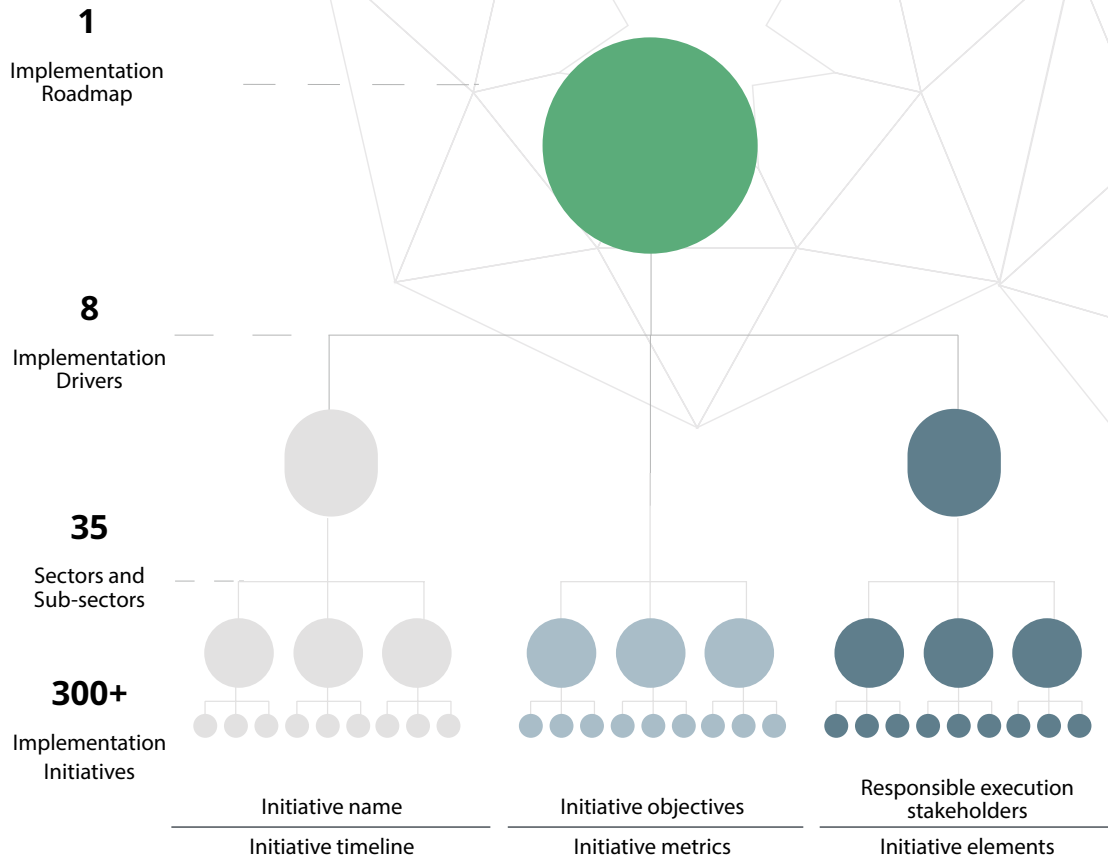 1
Implementation
Roadmap
8
Implementation
Drivers
35
Sectors and
Sub-sectors
300+
Implementation
Initiatives
Initiative name
Initiative timeline
Initiative objectives
Initiative metrics
Responsible execution
stakeholders
Initiative elements